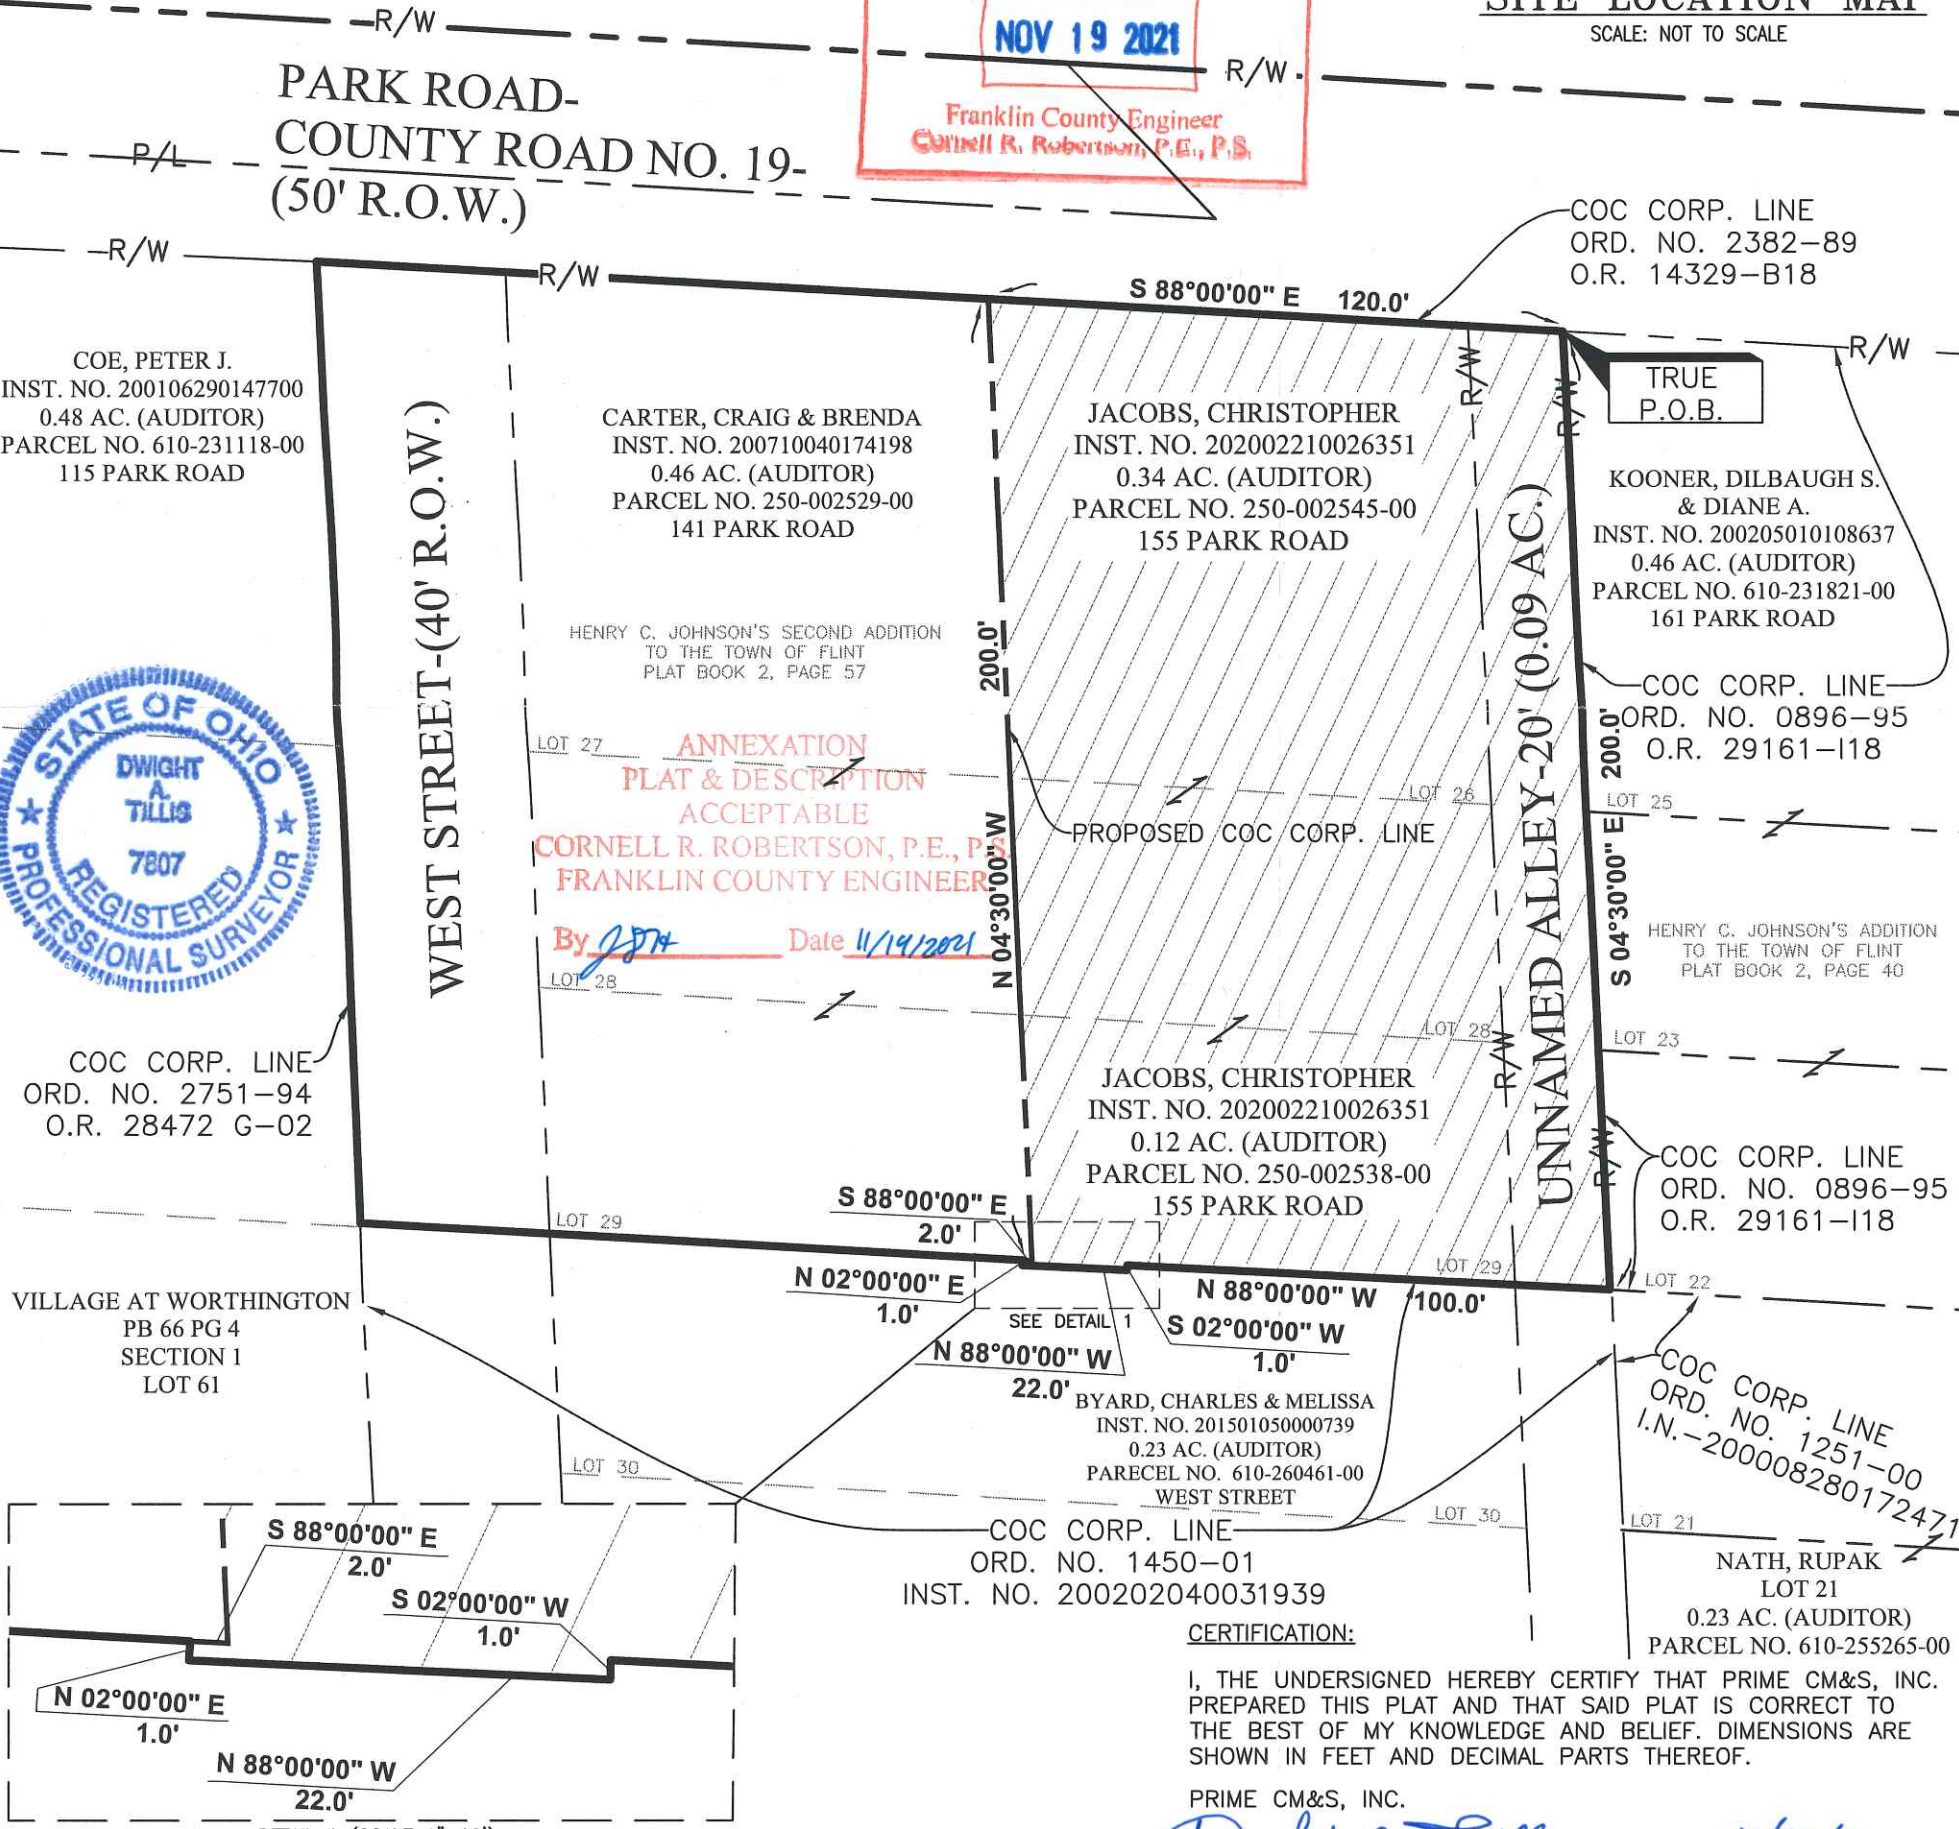 SITE LOCATION MAP
SCALE: NOT TO SCALE
R/W
NOV 19 2021
R/W
Franklin County Engineer
Cornell R. Robertson, P.E., P.S.
PARK ROAD-
COUNTY ROAD NO. 19-
(50' R.O.W.)
P/L
R/W
R/W
S 88°00'00" E 120.0'
COC CORP. LINE
ORD. NO. 2382-89
O.R. 14329-B18
R/W
TRUE
P.O.B.
R/W
R/W
COE, PETER J.
INST. NO. 200106290147700
0.48 AC. (AUDITOR)
PARCEL NO. 610-231118-00
115 PARK ROAD
WEST STREET-(40' R.O.W.)
CARTER, CRAIG & BRENDA
INST. NO. 200710040174198
0.46 AC. (AUDITOR)
PARCEL NO. 250-002529-00
141 PARK ROAD
JACOBS, CHRISTOPHER
INST. NO. 202002210026351
0.34 AC. (AUDITOR)
PARCEL NO. 250-002545-00
155 PARK ROAD
UNNAMED ALLEY-20' (0.09 AC.)
KOONER, DILBAUGH S.
& DIANE A.
INST. NO. 200205010108637
0.46 AC. (AUDITOR)
PARCEL NO. 610-231821-00
161 PARK ROAD
HENRY C. JOHNSON'S SECOND ADDITION
TO THE TOWN OF FLINT
PLAT BOOK 2, PAGE 57
N 04°30'00" W 200.0'
COC CORP. LINE
ORD. NO. 0896-95
O.R. 29161-I18
S 04°30'00" E 200.0'
STATE OF OHIO
DWIGHT
A.
TILLIS
7807
REGISTERED
PROFESSIONAL SURVEYOR
LOT 27
ANNEXATION
PLAT & DESCRIPTION
ACCEPTABLE
CORNELL R. ROBERTSON, P.E., P.S.
FRANKLIN COUNTY ENGINEER
By Date 11/19/2021
LOT 26
PROPOSED COC CORP. LINE
LOT 25
HENRY C. JOHNSON'S ADDITION
TO THE TOWN OF FLINT
PLAT BOOK 2, PAGE 40
LOT 28
LOT 28
LOT 23
R/W
R/W
COC CORP. LINE
ORD. NO. 2751-94
O.R. 28472 G-02
JACOBS, CHRISTOPHER
INST. NO. 202002210026351
0.12 AC. (AUDITOR)
PARCEL NO. 250-002538-00
155 PARK ROAD
COC CORP. LINE
ORD. NO. 0896-95
O.R. 29161-I18
S 88°00'00" E
2.0'
LOT 29
LOT 29
LOT 22
N 02°00'00" E
1.0'
N 88°00'00" W 100.0'
SEE DETAIL 1
S 02°00'00" W
1.0'
N 88°00'00" W
22.0'
VILLAGE AT WORTHINGTON
PB 66 PG 4
SECTION 1
LOT 61
BYARD, CHARLES & MELISSA
INST. NO. 201501050000739
0.23 AC. (AUDITOR)
PARECEL NO. 610-260461-00
WEST STREET
COC CORP. LINE
ORD. NO. 1251-00
I.N.-200008280172471
LOT 30
LOT 30
LOT 21
COC CORP. LINE
ORD. NO. 1450-01
INST. NO. 200202040031939
NATH, RUPAK
LOT 21
0.23 AC. (AUDITOR)
PARCEL NO. 610-255265-00
S 88°00'00" E
2.0'
S 02°00'00" W
1.0'
N 02°00'00" E
1.0'
N 88°00'00" W
22.0'
CERTIFICATION:
I, THE UNDERSIGNED HEREBY CERTIFY THAT PRIME CM&S, INC.
PREPARED THIS PLAT AND THAT SAID PLAT IS CORRECT TO
THE BEST OF MY KNOWLEDGE AND BELIEF. DIMENSIONS ARE
SHOWN IN FEET AND DECIMAL PARTS THEREOF.
PRIME CM&S, INC.